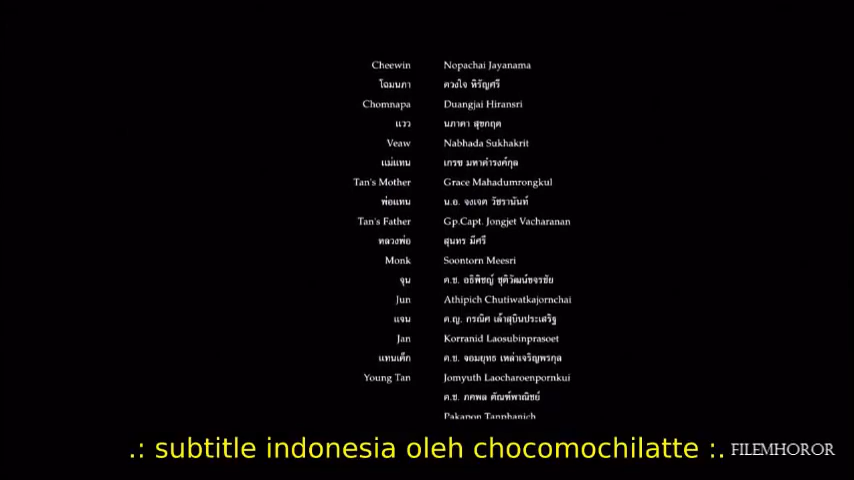 Cheewin Nopachai Jayanama
โฉมนภา ดวงใจ หิรัญศรี
Chomnapa Duangjai Hiransri
แวว นภาดา สุขกฤต
Veaw Nabhada Sukhakrit
แม่แทน เกรซ มหาดำรงค์กุล
Tan's Mother Grace Mahadumrongkul
พ่อแทน น.อ. จงเจต วัชรานันท์
Tan's Father Gp.Capt. Jongjet Vacharanan
หลวงพ่อ สุนทร มีศรี
Monk Soontorn Meesri
จุน ด.ช. อธิพิชญ์ ชุติวัฒน์ขจรชัย
Jun Athipich Chutiwatkajornchai
แจน ด.ญ. กรณิศ เล้าสุบินประเสริฐ
Jan Korranid Laosubinprasoet
แทนเด็ก ด.ช. จอมยุทธ เหล่าเจริญพรกุล
Young Tan Jomyuth Laocharoenpornkui
ด.ช. ภคพล ตัณฑ์พาณิชย์
Pakapon Tanphanich
.: subtitle indonesia oleh chocomochilatte :.
FILEMHOROR